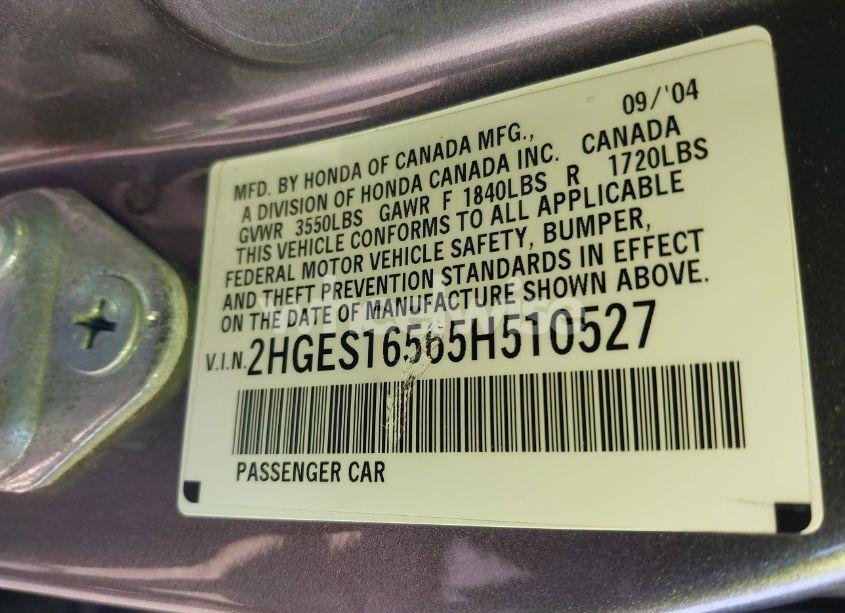 09/'04
MFD. BY HONDA OF CANADA MFG.,
A DIVISION OF HONDA CANADA INC. CANADA
GVWR 3550LBS GAWR F 1840LBS R 1720LBS
THIS VEHICLE CONFORMS TO ALL APPLICABLE
FEDERAL MOTOR VEHICLE SAFETY, BUMPER,
AND THEFT PREVENTION STANDARDS IN EFFECT
ON THE DATE OF MANUFACTURE SHOWN ABOVE.
V.I.N. 2HGES16565H510527
PASSENGER CAR